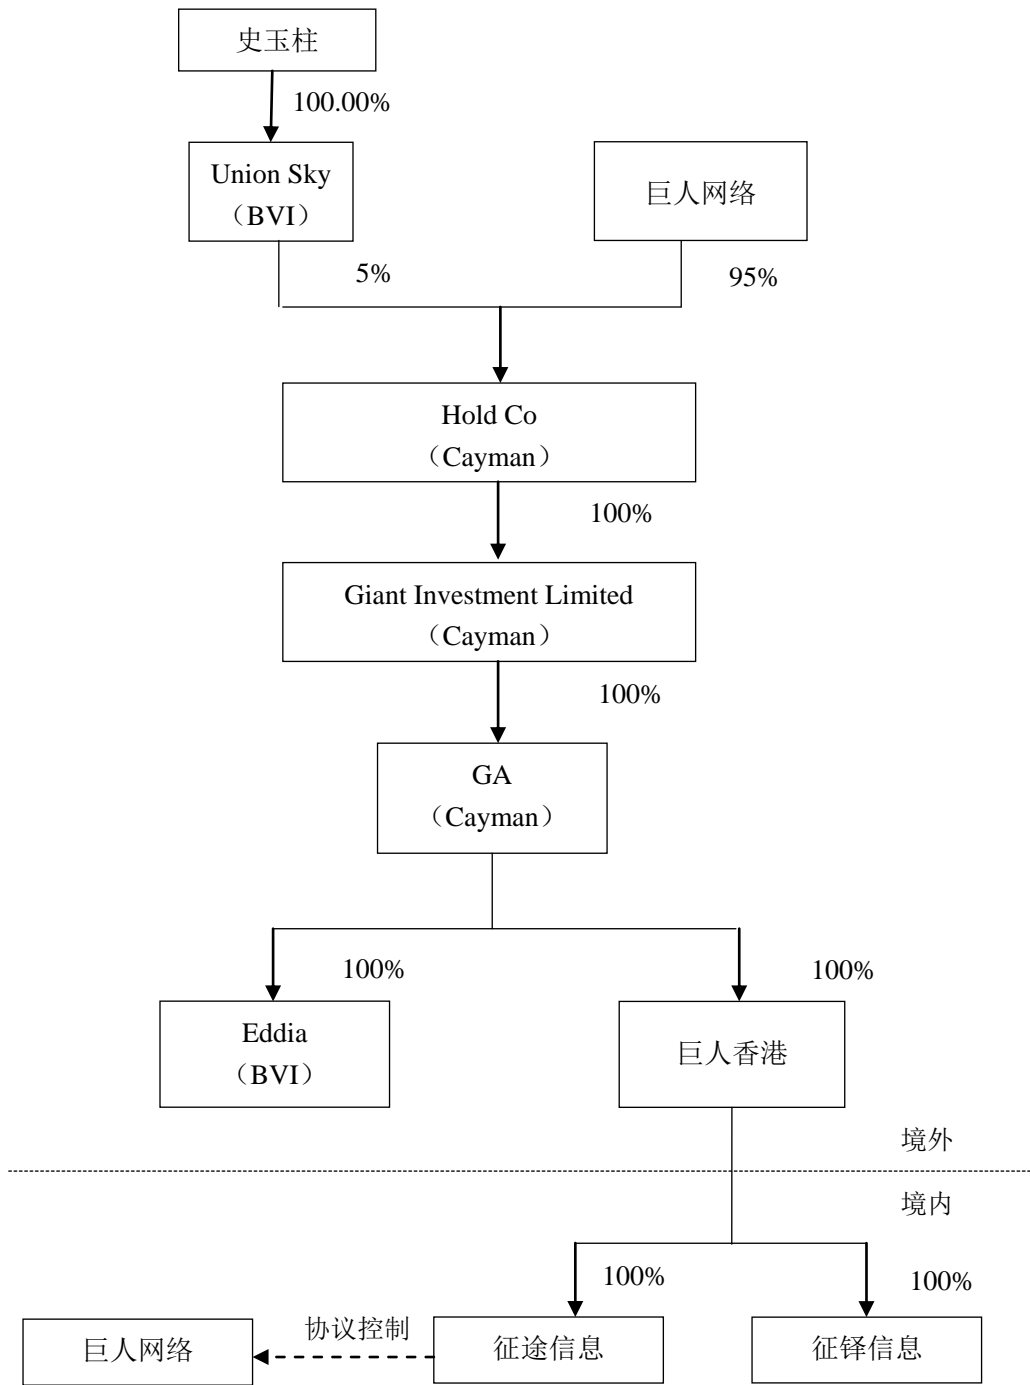 史玉柱
100.00%
Union Sky
（BVI）
巨人网络
5%
95%
Hold Co
（Cayman）
100%
Giant Investment Limited
（Cayman）
100%
GA
（Cayman）
100%
100%
Eddia
（BVI）
巨人香港
境外
境内
100%
100%
巨人网络
协议控制
征途信息
征铎信息